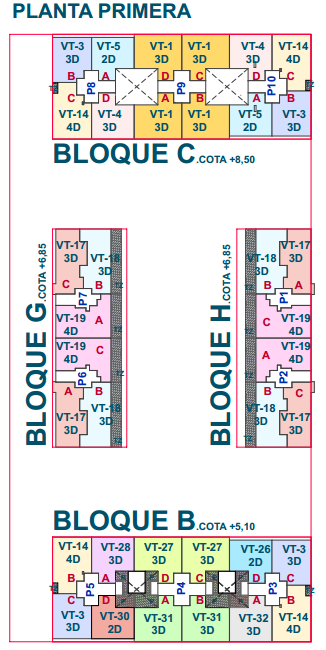 PLANTA PRIMERA
VT-3 VT-5 VT-1 VT-1 VT-4 VT-14
3D 2D 3D 3D 3D 4D
B A D C D C
P8 P9 P10
TZ TZ
C D A B A B
VT-14 VT-4 VT-1 VT-1 VT-5 VT-3
4D 3D 3D 3D 2D 3D
BLOQUE C.COTA +8,50
BLOQUE G.COTA +6,85
VT-17 VT-18
3D 3D
C B
P7
TZ
VT-19 A
4D
VT-19 C
4D
P6
TZ
A B
VT-17 VT-18
3D 3D
TZ
BLOQUE H.COTA +6,85
VT-18 VT-17
3D 3D
TZ
B A
P1
C VT-19
4D
A VT-19
4D
P2
TZ
B C
VT-18 VT-17
3D 3D
BLOQUE B.COTA +5,10
VT-14 VT-28 VT-27 VT-27 VT-26 VT-3
4D 3D 3D 3D 2D 3D
B A D C D C
P5 P4 P3
C D A B A B
VT-3 VT-30 VT-31 VT-31 VT-32 VT-14
3D 2D 3D 3D 3D 4D